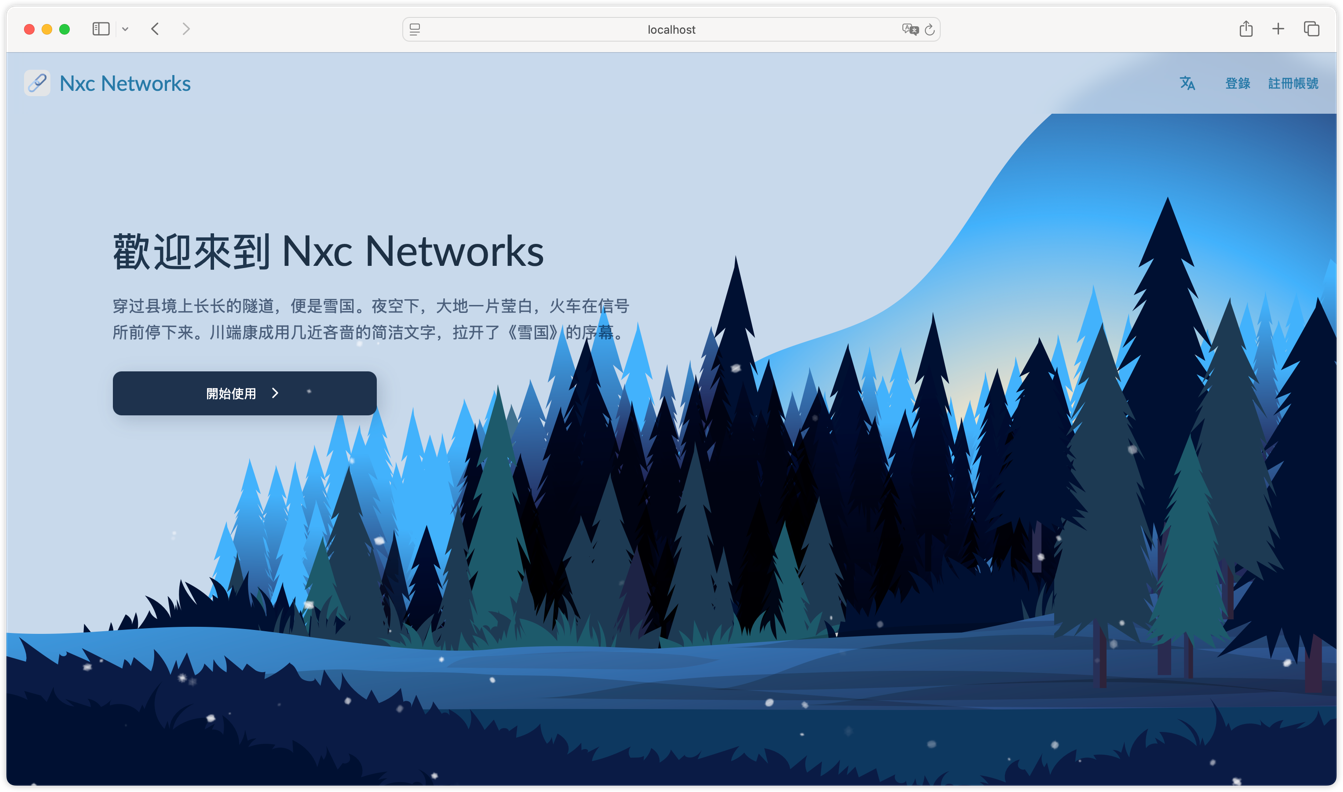 localhost
Nxc Networks
登錄 註冊帳號
歡迎來到 Nxc Networks
穿过县境上长长的隧道，便是雪国。夜空下，大地一片莹白，火车在信号
所前停下来。川端康成用几近吝啬的简洁文字，拉开了《雪国》的序幕。
開始使用